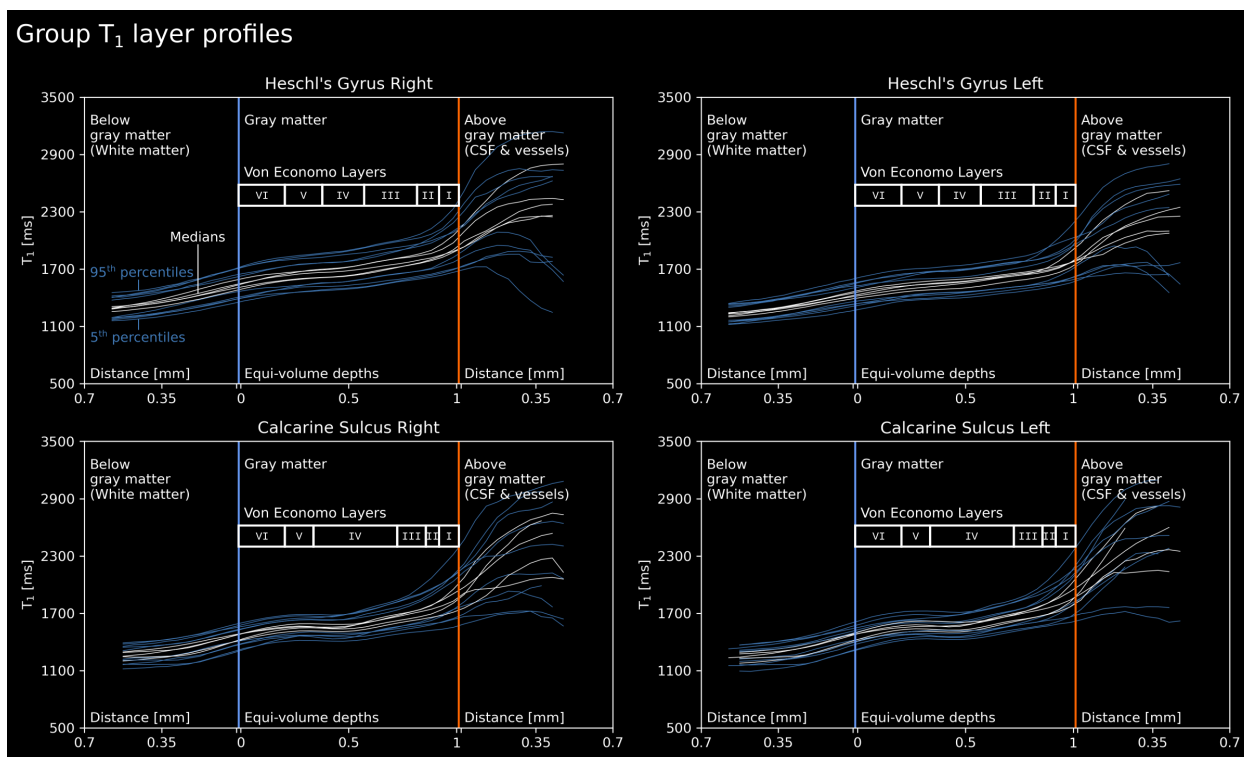 Group T₁ layer profiles
Heschl's Gyrus Right
3500
2900
2300
1700
1100
500
T₁ [ms]
Below
gray matter
(White matter)
Gray matter
Above
gray matter
(CSF & vessels)
Von Economo Layers
VI V IV III II I
Medians
95th percentiles
5th percentiles
Distance [mm]
Equi-volume depths
Distance [mm]
0.7 0.35 0 0.5 1 0.35 0.7
Heschl's Gyrus Left
3500
2900
2300
1700
1100
500
T₁ [ms]
Below
gray matter
(White matter)
Gray matter
Above
gray matter
(CSF & vessels)
Von Economo Layers
VI V IV III II I
Distance [mm]
Equi-volume depths
Distance [mm]
0.7 0.35 0 0.5 1 0.35 0.7
Calcarine Sulcus Right
3500
2900
2300
1700
1100
500
T₁ [ms]
Below
gray matter
(White matter)
Gray matter
Above
gray matter
(CSF & vessels)
Von Economo Layers
VI V IV III II I
Distance [mm]
Equi-volume depths
Distance [mm]
0.7 0.35 0 0.5 1 0.35 0.7
Calcarine Sulcus Left
3500
2900
2300
1700
1100
500
T₁ [ms]
Below
gray matter
(White matter)
Gray matter
Above
gray matter
(CSF & vessels)
Von Economo Layers
VI V IV III II I
Distance [mm]
Equi-volume depths
Distance [mm]
0.7 0.35 0 0.5 1 0.35 0.7